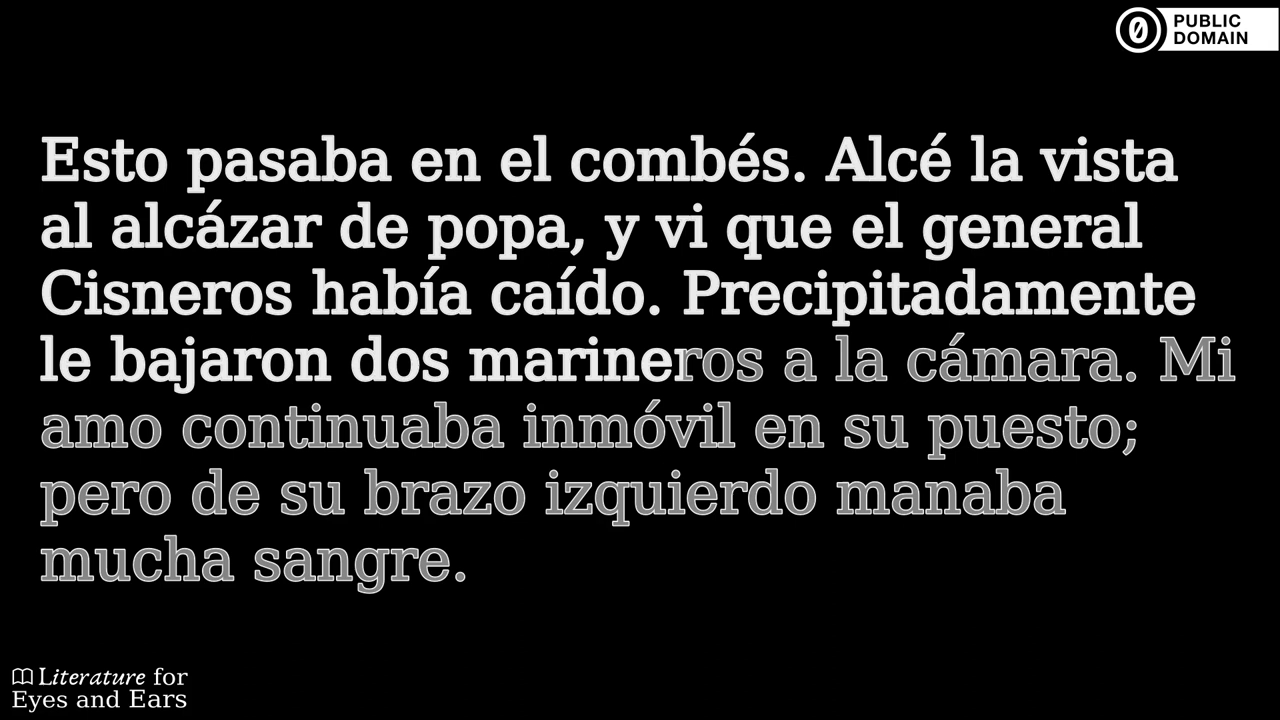 PUBLIC
DOMAIN
Esto pasaba en el combés. Alcé la vista
al alcázar de popa, y vi que el general
Cisneros había caído. Precipitadamente
le bajaron dos marineros a la cámara. Mi
amo continuaba inmóvil en su puesto;
pero de su brazo izquierdo manaba
mucha sangre.
Literature for
Eyes and Ears